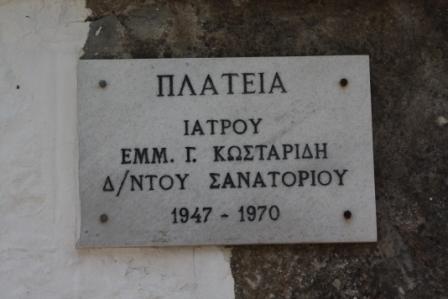 ΠΛΑΤΕΙΑ
ΙΑΤΡΟΥ
ΕΜΜ. Γ. ΚΩΣΤΑΡΙΔΗ
Δ/ΝΤΟΥ ΣΑΝΑΤΟΡΙΟΥ
1947 - 1970